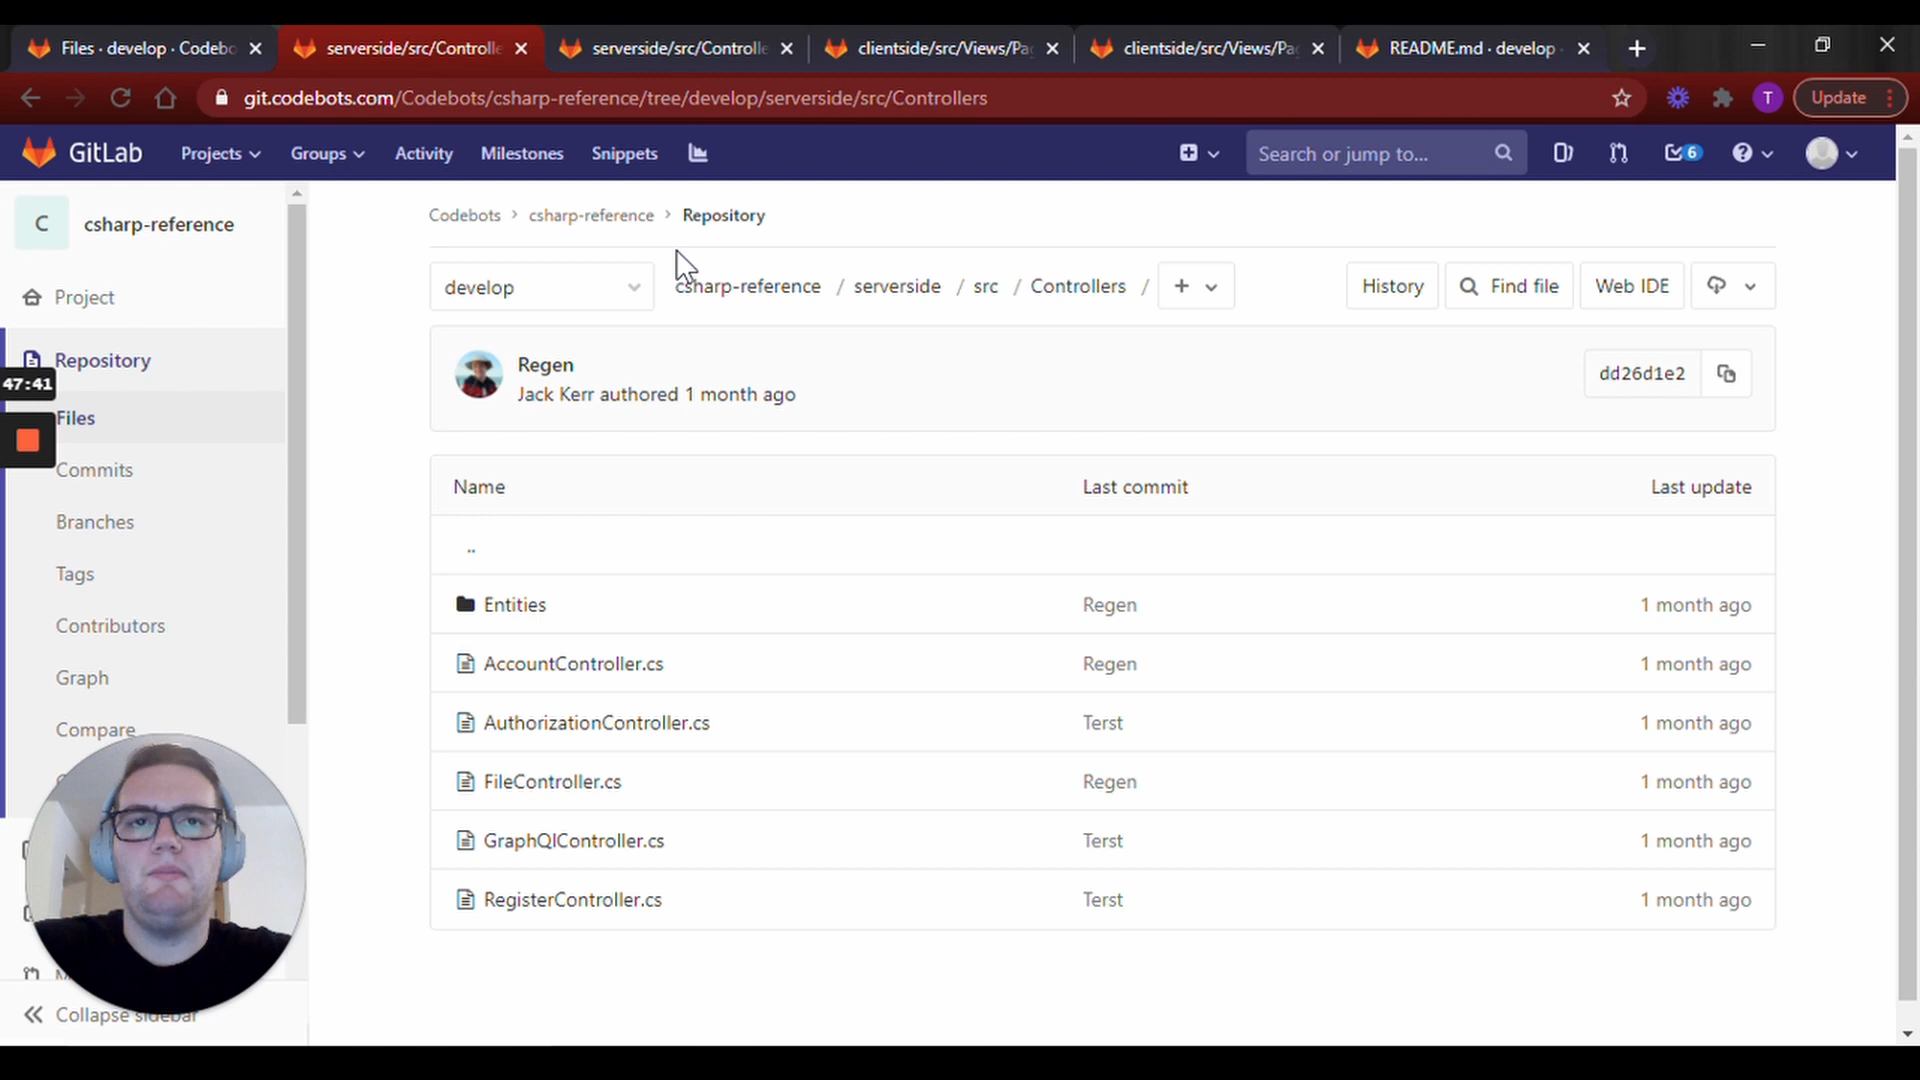 Files · develop · Codebo
serverside/src/Controlle
serverside/src/Controlle
clientside/src/Views/Pa
clientside/src/Views/Pa
README.md · develop
git.codebots.com/Codebots/csharp-reference/tree/develop/serverside/src/Controllers
T
Update
GitLab
Projects
Groups
Activity
Milestones
Snippets
Search or jump to...
6
C
csharp-reference
Project
Repository
47:41
Files
Commits
Branches
Tags
Contributors
Graph
Compare
Collapse sidebar
Codebots > csharp-reference > Repository
develop
csharp-reference / serverside / src / Controllers /
History
Find file
Web IDE
Regen
Jack Kerr authored 1 month ago
dd26d1e2
Name Last commit Last update
..
Entities Regen 1 month ago
AccountController.cs Regen 1 month ago
AuthorizationController.cs Terst 1 month ago
FileController.cs Regen 1 month ago
GraphQlController.cs Terst 1 month ago
RegisterController.cs Terst 1 month ago